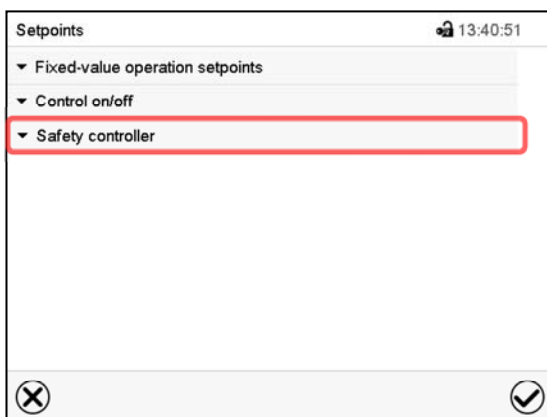 Setpoints 13:40:51
Fixed-value operation setpoints
Control on/off
Safety controller